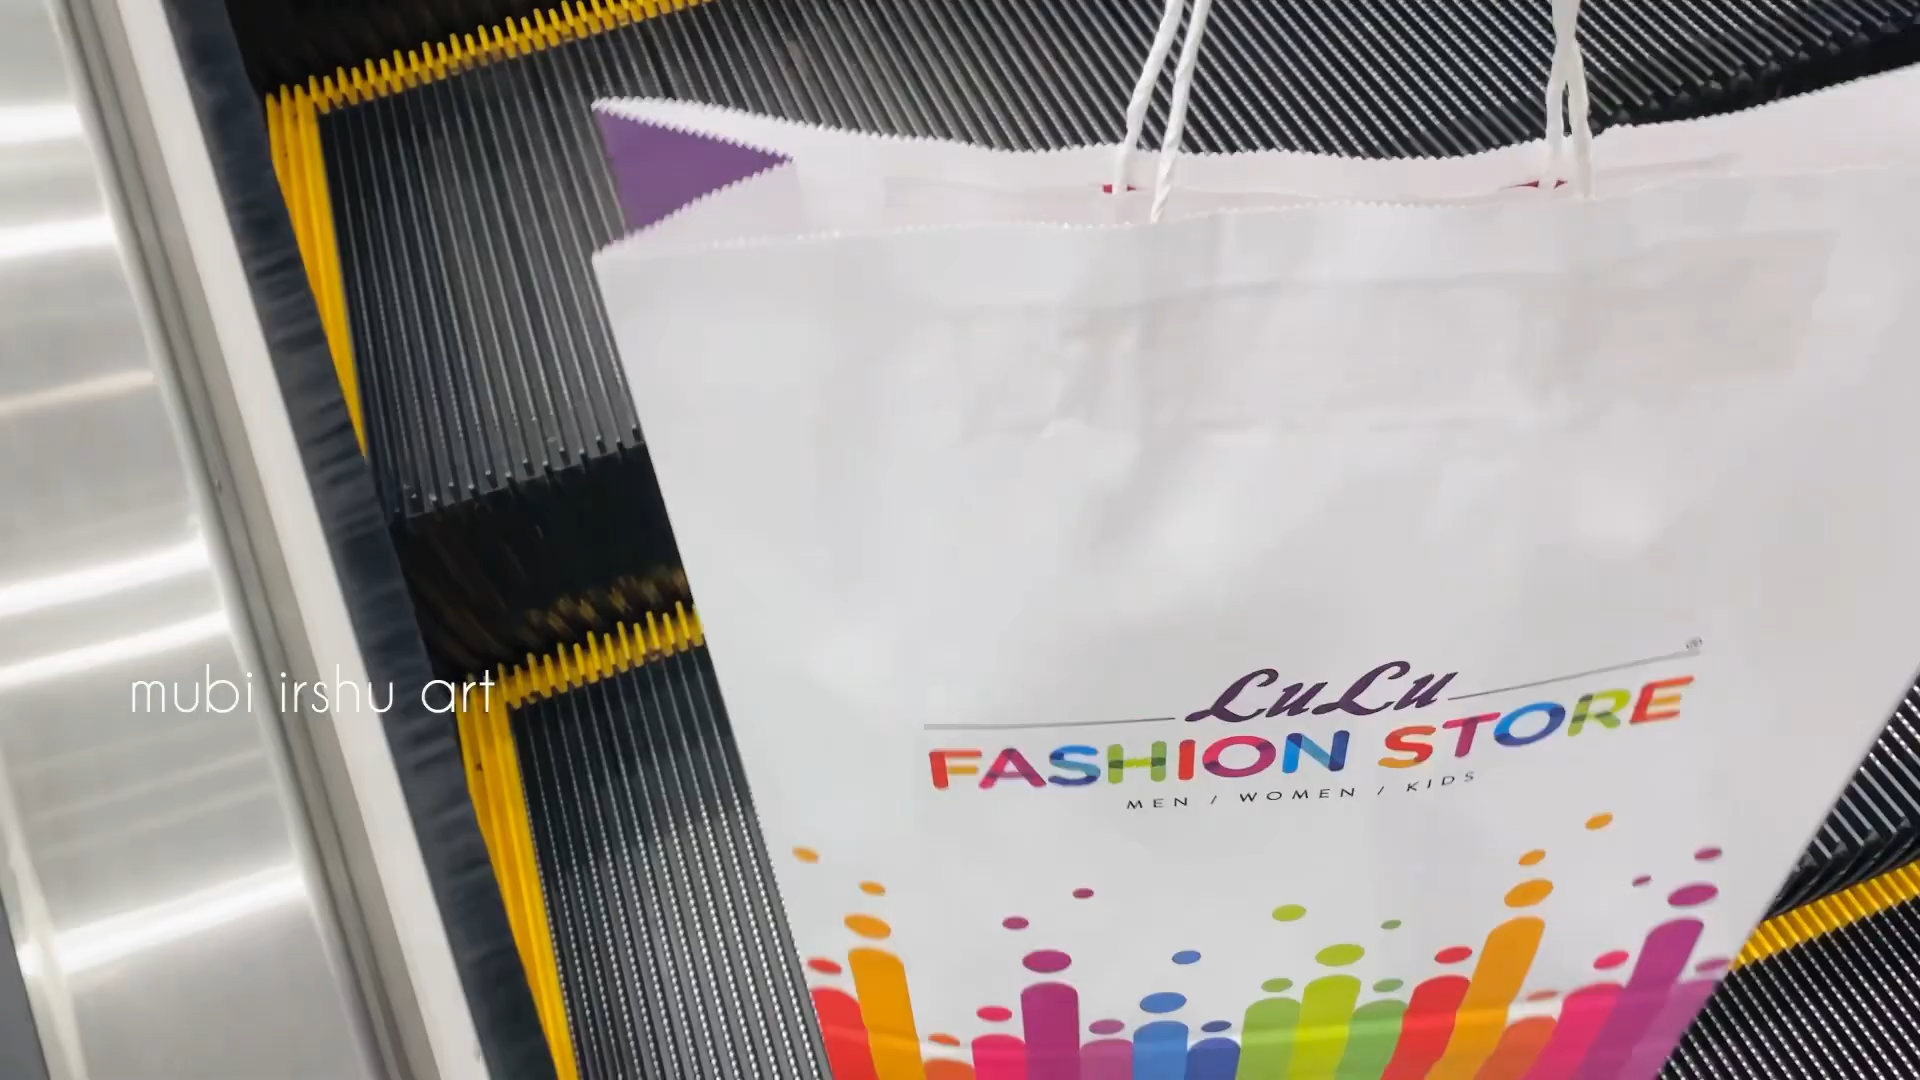 LuLu ®
FASHION STORE
MEN / WOMEN / KIDS
mubi irshu art